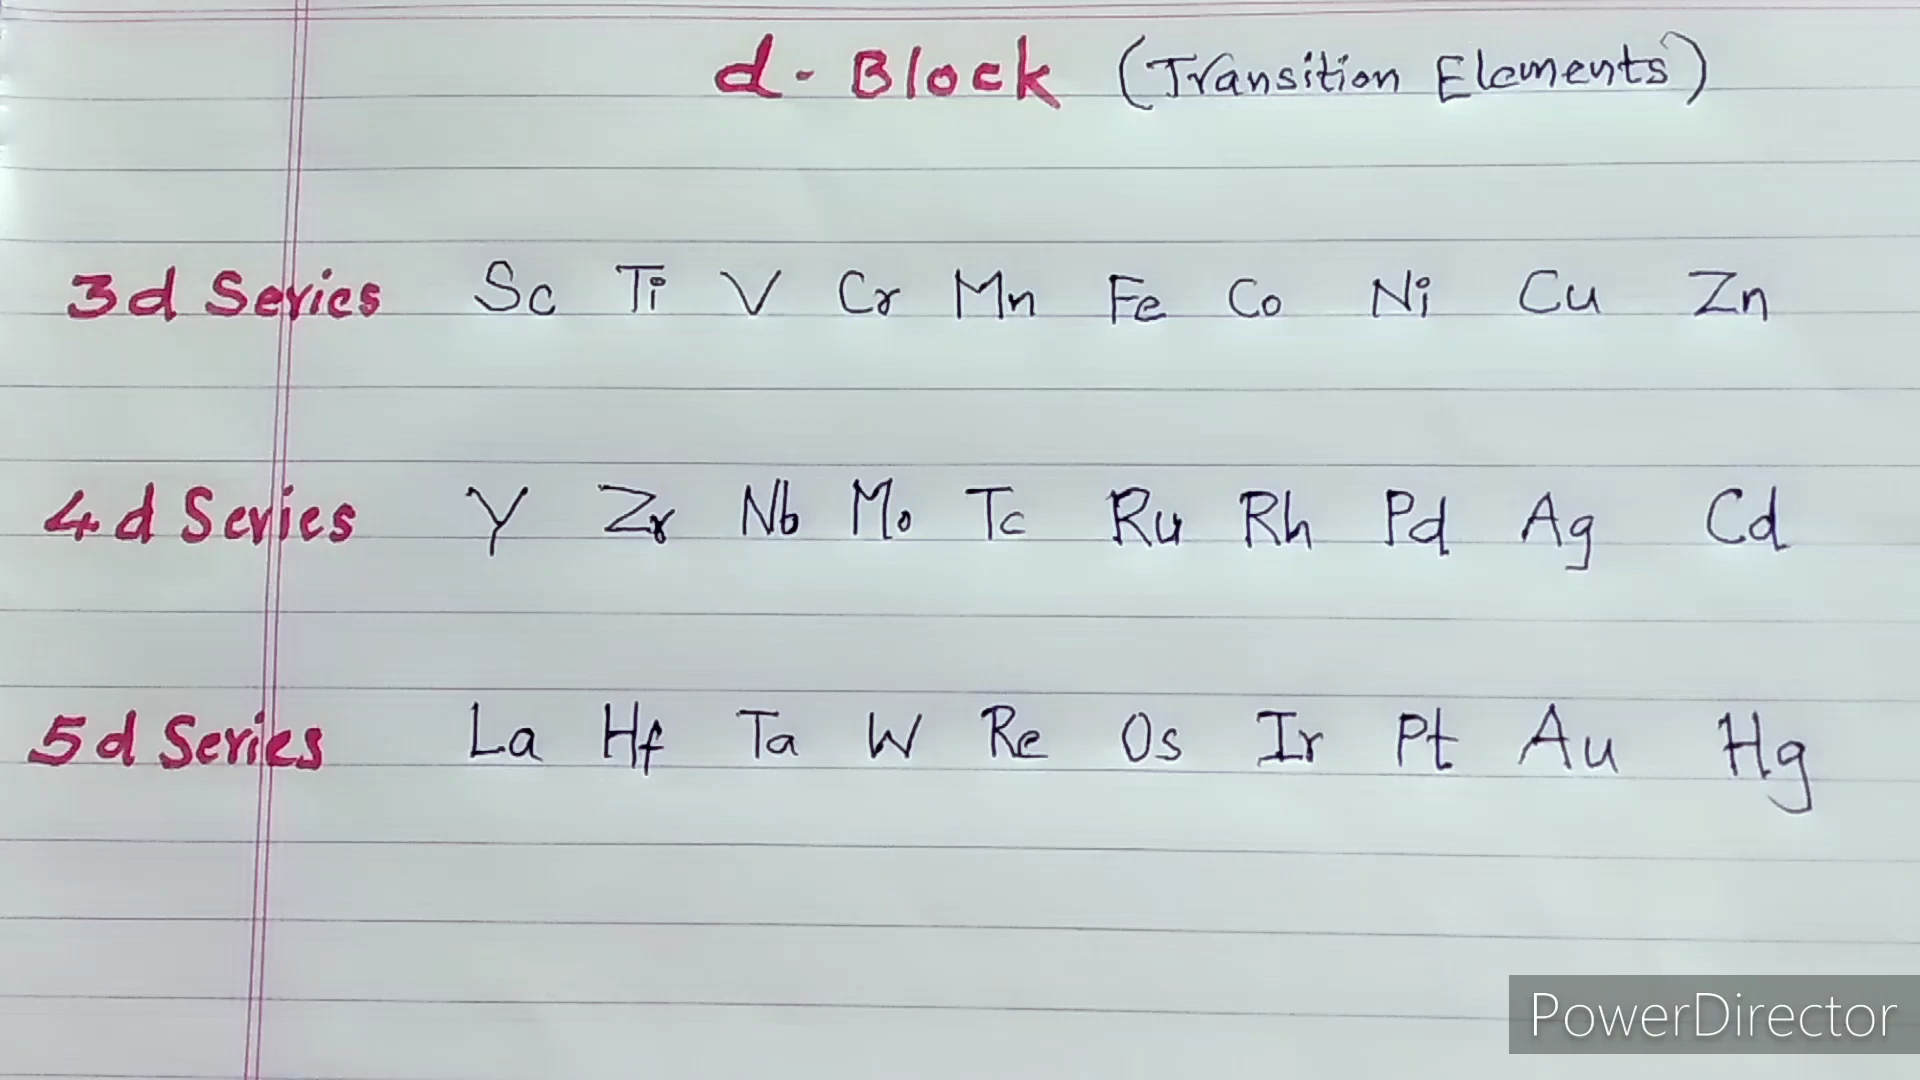 d - Block (Transition Elements)
3d Series Sc Ti V Cr Mn Fe Co Ni Cu Zn
4d Series Y Zr Nb Mo Tc Ru Rh Pd Ag Cd
5d Series La Hf Ta W Re Os Ir Pt Au Hg
PowerDirector